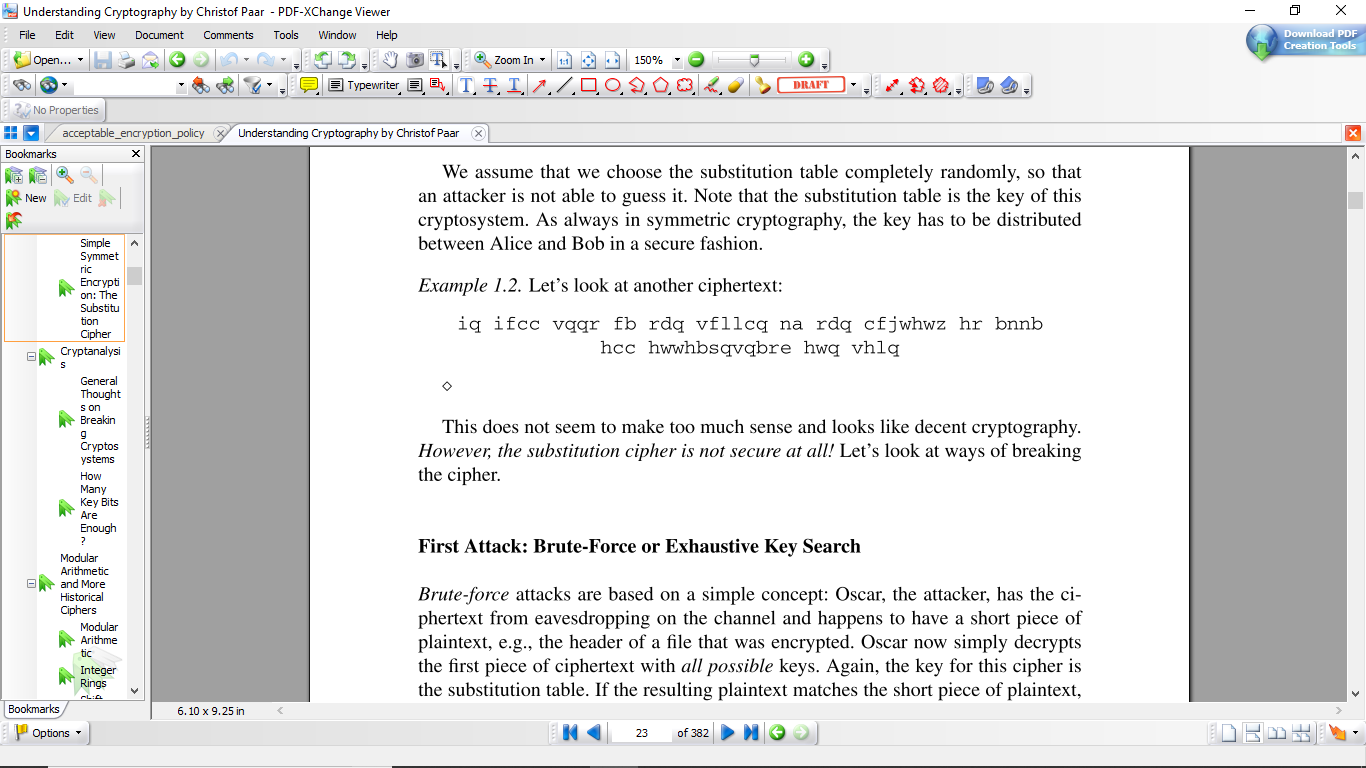 Understanding Cryptography by Christof Paar - PDF-XChange Viewer
File Edit View Document Comments Tools Window Help
Download PDF
Creation Tools
Open... Zoom In 150%
Typewriter DRAFT
No Properties
acceptable_encryption_policy Understanding Cryptography by Christof Paar
Bookmarks
New Edit
Simple
Symmet
ric
Encrypti
on: The
Substitu
tion
Cipher
Cryptanalysi
s
General
Thought
s on
Breakin
g
Cryptos
ystems
How
Many
Key Bits
Are
Enough
?
Modular
Arithmetic
and More
Historical
Ciphers
Modular
Arithme
tic
Integer
Rings
Bookmarks
We assume that we choose the substitution table completely randomly, so that
an attacker is not able to guess it. Note that the substitution table is the key of this
cryptosystem. As always in symmetric cryptography, the key has to be distributed
between Alice and Bob in a secure fashion.
Example 1.2. Let's look at another ciphertext:
iq ifcc vqqr fb rdq vfllcq na rdq cfjwhwz hr bnnb
hcc hwwhbsqvqbre hwq vhlq
◇
This does not seem to make too much sense and looks like decent cryptography.
However, the substitution cipher is not secure at all! Let's look at ways of breaking
the cipher.
First Attack: Brute-Force or Exhaustive Key Search
Brute-force attacks are based on a simple concept: Oscar, the attacker, has the ci-
phertext from eavesdropping on the channel and happens to have a short piece of
plaintext, e.g., the header of a file that was encrypted. Oscar now simply decrypts
the first piece of ciphertext with all possible keys. Again, the key for this cipher is
the substitution table. If the resulting plaintext matches the short piece of plaintext,
6.10 x 9.25 in
Options 23 of 382